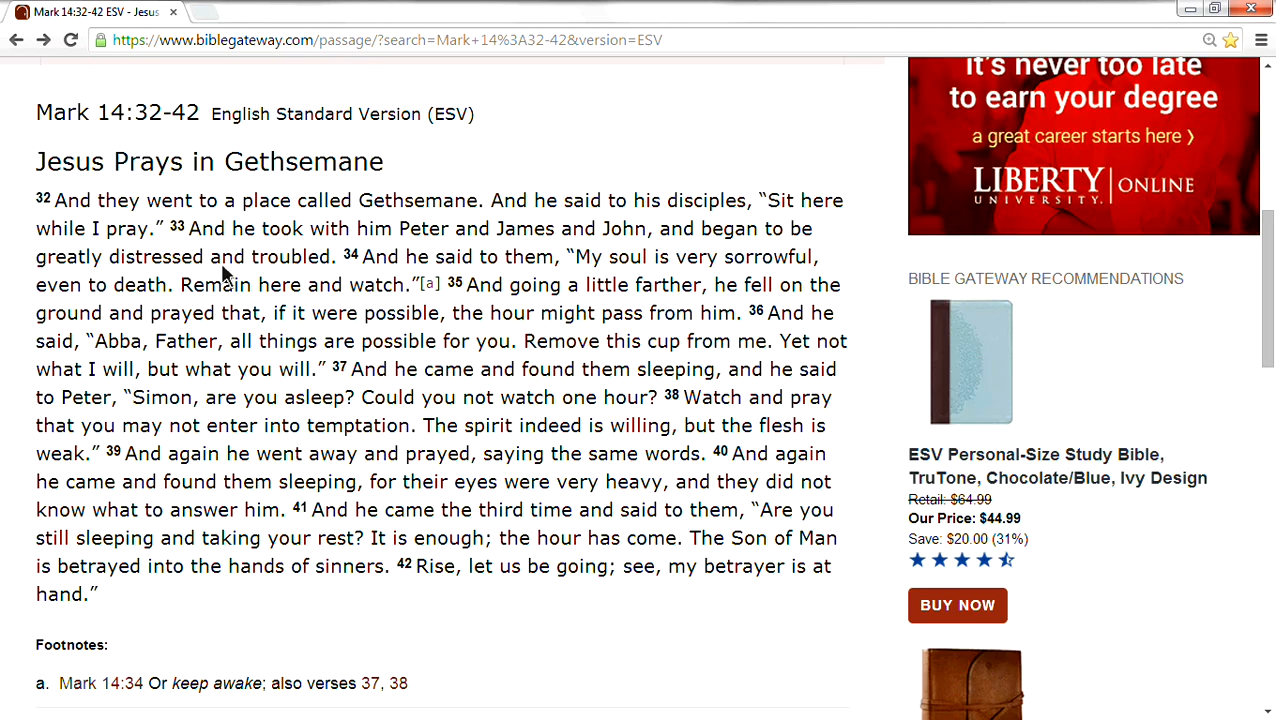 Mark 14:32-42 ESV - Jesus
https://www.biblegateway.com/passage/?search=Mark+14%3A32-42&version=ESV
Mark 14:32-42 English Standard Version (ESV)
Jesus Prays in Gethsemane
32 And they went to a place called Gethsemane. And he said to his disciples, “Sit here
while I pray.” 33 And he took with him Peter and James and John, and began to be
greatly distressed and troubled. 34 And he said to them, “My soul is very sorrowful,
even to death. Remain here and watch.”[a] 35 And going a little farther, he fell on the
ground and prayed that, if it were possible, the hour might pass from him. 36 And he
said, “Abba, Father, all things are possible for you. Remove this cup from me. Yet not
what I will, but what you will.” 37 And he came and found them sleeping, and he said
to Peter, “Simon, are you asleep? Could you not watch one hour? 38 Watch and pray
that you may not enter into temptation. The spirit indeed is willing, but the flesh is
weak.” 39 And again he went away and prayed, saying the same words. 40 And again
he came and found them sleeping, for their eyes were very heavy, and they did not
know what to answer him. 41 And he came the third time and said to them, “Are you
still sleeping and taking your rest? It is enough; the hour has come. The Son of Man
is betrayed into the hands of sinners. 42 Rise, let us be going; see, my betrayer is at
hand.”
Footnotes:
a. Mark 14:34 Or keep awake; also verses 37, 38
it's never too late
to earn your degree
a great career starts here ⟩
LIBERTY ONLINE
UNIVERSITY.
BIBLE GATEWAY RECOMMENDATIONS
ESV Personal-Size Study Bible,
TruTone, Chocolate/Blue, Ivy Design
Retail: $64.99
Our Price: $44.99
Save: $20.00 (31%)
BUY NOW